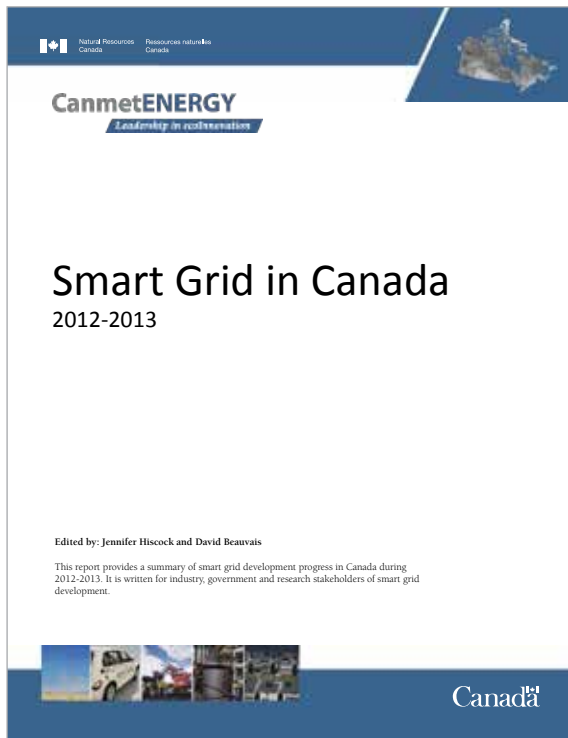 Natural Resources Ressources naturelles
Canada Canada
CanmetENERGY
Leadership in ecoInnovation
Smart Grid in Canada
2012-2013
Edited by: Jennifer Hiscock and David Beauvais
This report provides a summary of smart grid development progress in Canada during
2012-2013. It is written for industry, government and research stakeholders of smart grid
development.
Canada